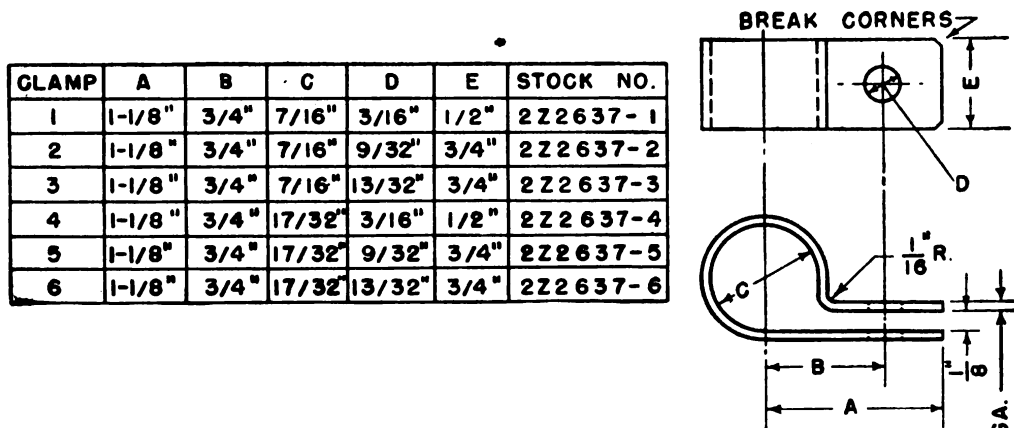 BREAK CORNERS
CLAMP A B C D E STOCK NO.
1 1-1/8" 3/4" 7/16" 3/16" 1/2" 2Z2637-1
2 1-1/8" 3/4" 7/16" 9/32" 3/4" 2Z2637-2
3 1-1/8" 3/4" 7/16" 13/32" 3/4" 2Z2637-3
4 1-1/8" 3/4" 17/32" 3/16" 1/2" 2Z2637-4
5 1-1/8" 3/4" 17/32" 9/32" 3/4" 2Z2637-5
6 1-1/8" 3/4" 17/32" 13/32" 3/4" 2Z2637-6
E
D
1/16" R.
C
B
1/8"
A